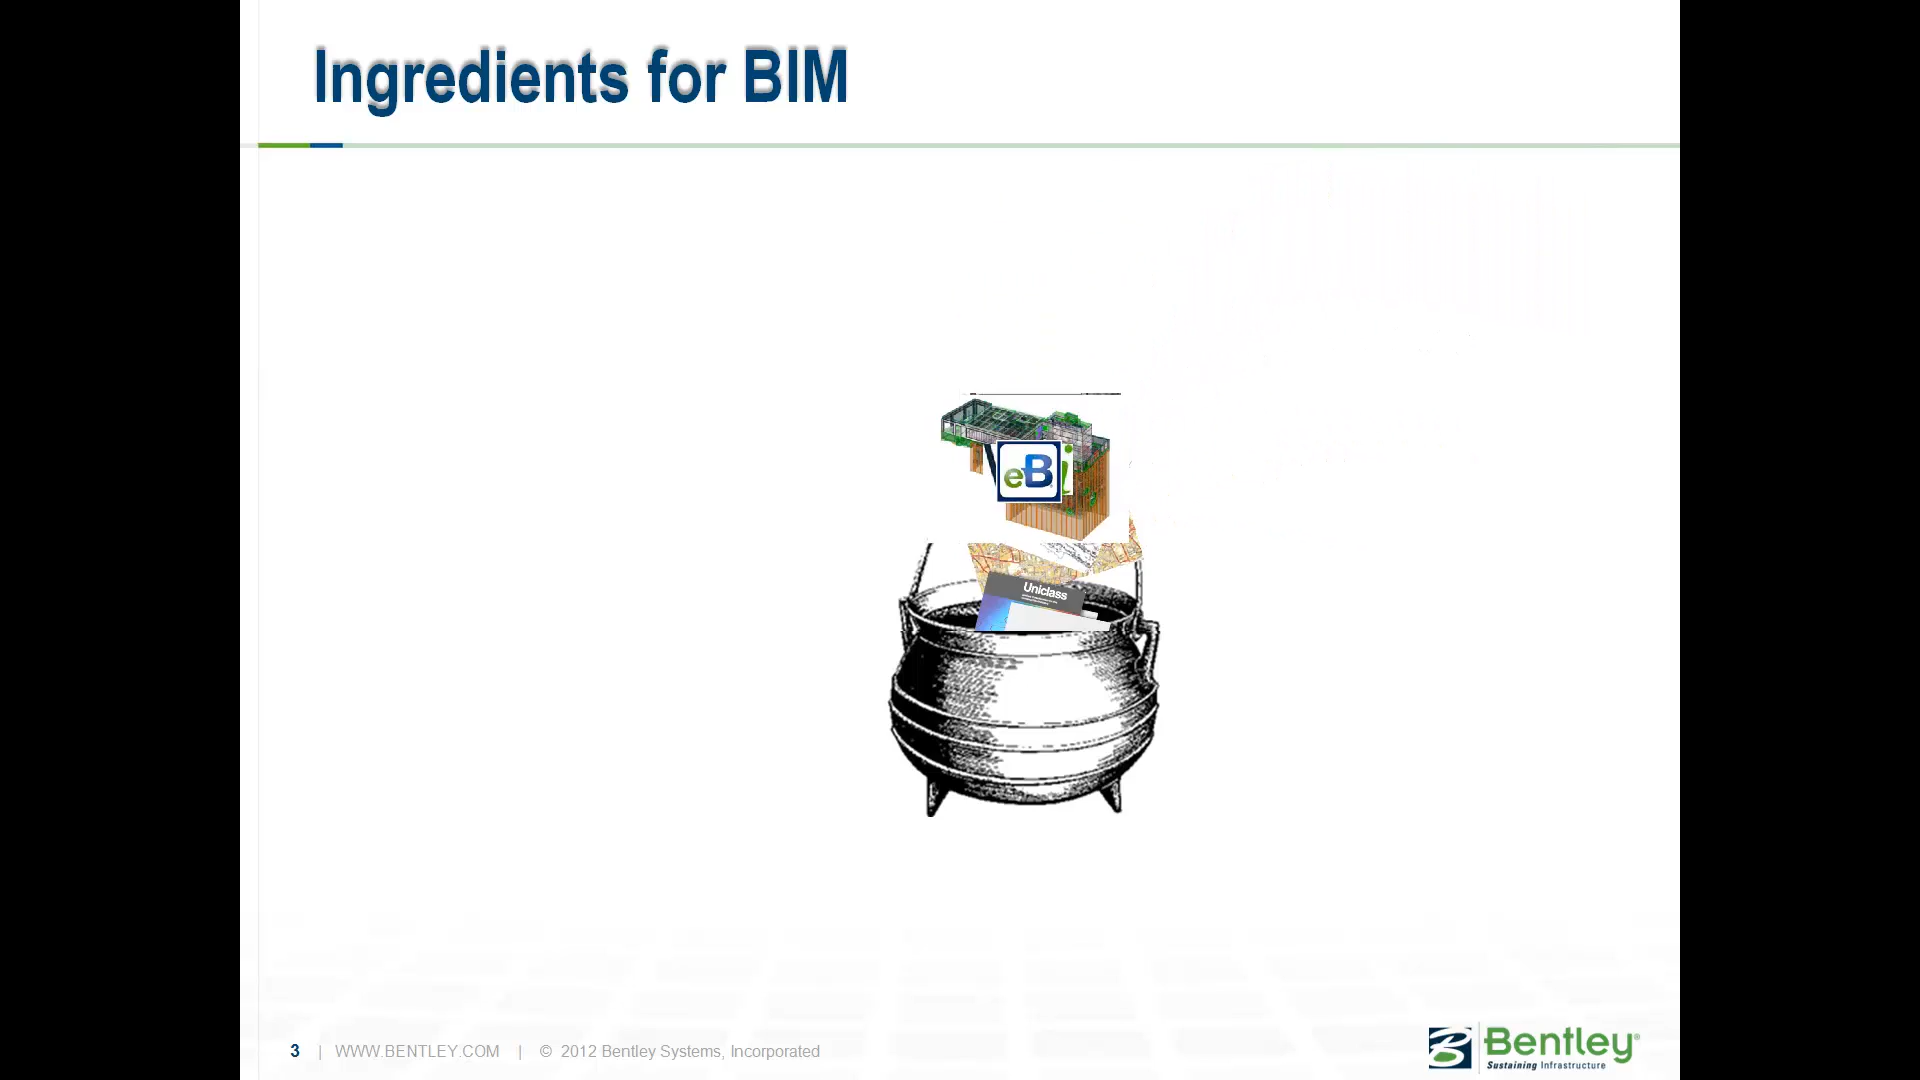 Ingredients for BIM
eB
i
Uniclass
3 | WWW.BENTLEY.COM | © 2012 Bentley Systems, Incorporated
Bentley®
Sustaining Infrastructure